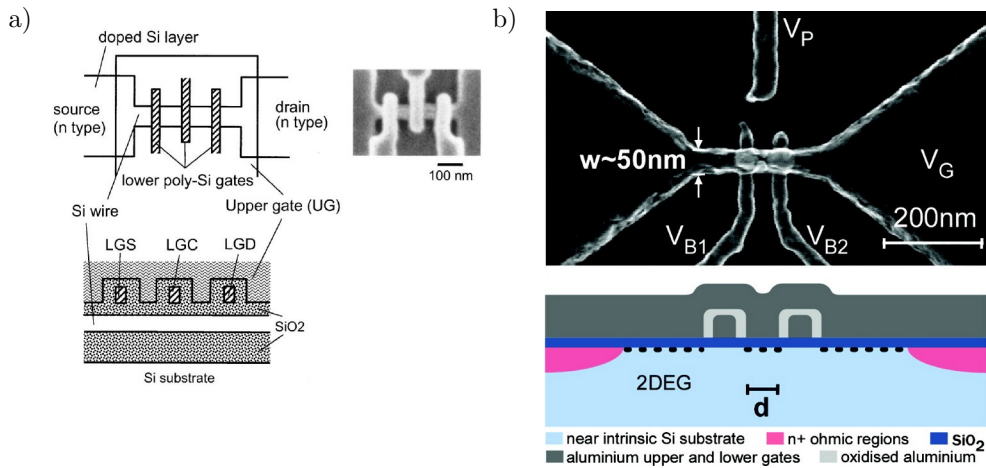 a)
doped Si layer
source
(n type)
drain
(n type)
lower poly-Si gates
100 nm
Si wire
Upper gate (UG)
LGS
LGC
LGD
SiO2
Si substrate
b)
V_P
w~50nm
V_G
200nm
V_B1
V_B2
2DEG
d
near intrinsic Si substrate
n+ ohmic regions
SiO₂
aluminium upper and lower gates
oxidised aluminium